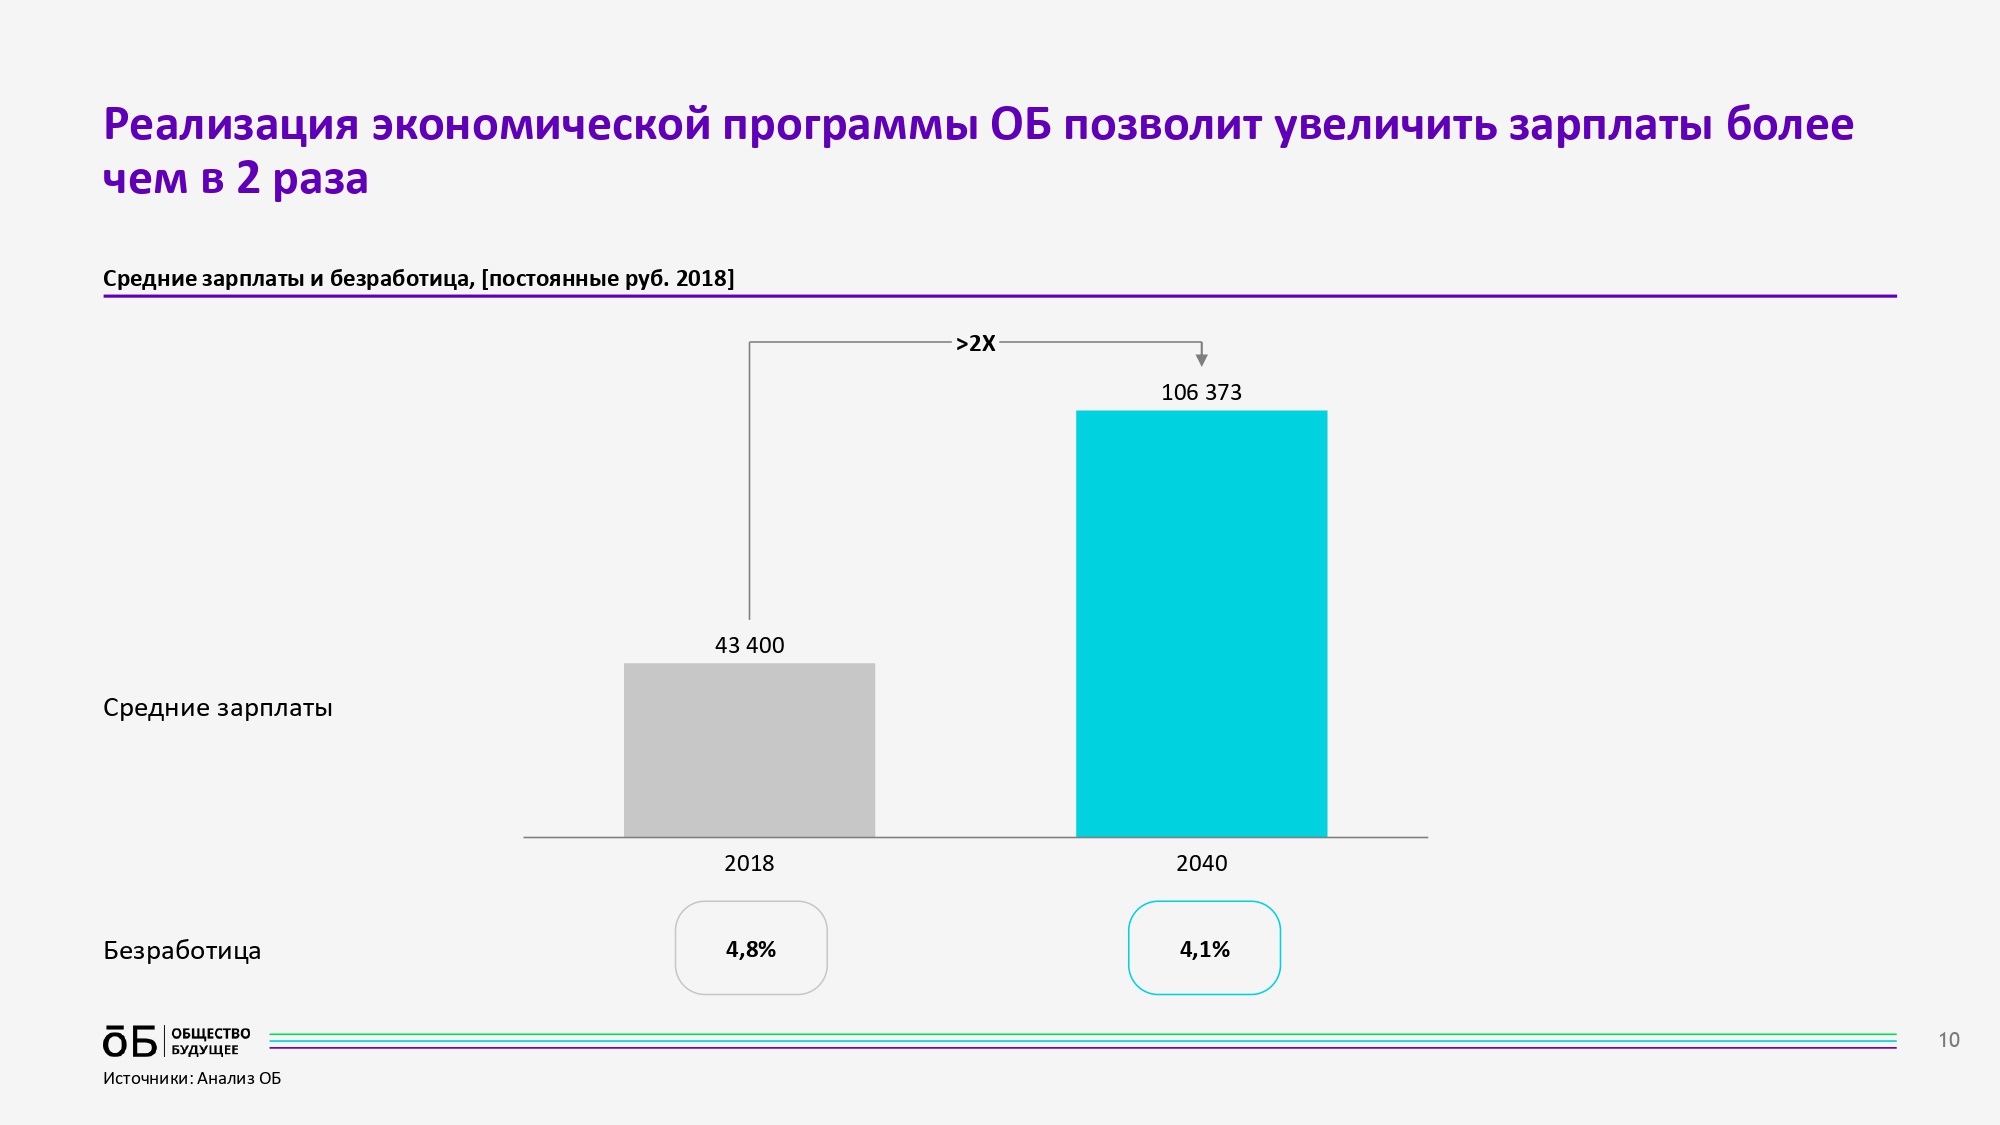 Реализация экономической программы ОБ позволит увеличить зарплаты более
чем в 2 раза
Средние зарплаты и безработица, [постоянные руб. 2018]
>2X
106 373
43 400
Средние зарплаты
2018
2040
Безработица
4,8%
4,1%
ОБ
ОБЩЕСТВО
БУДУЩЕЕ
10
Источники: Анализ ОБ